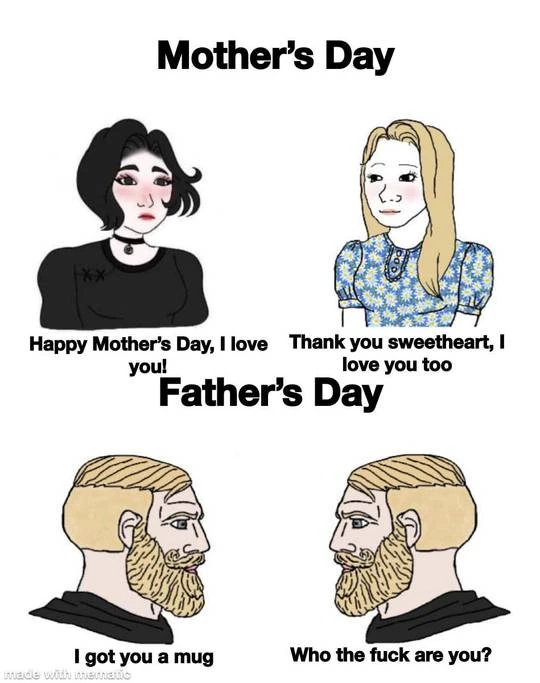 Mother's Day
Happy Mother's Day, I love
you!
Thank you sweetheart, I
love you too
Father's Day
I got you a mug
Who the fuck are you?
made with mematic